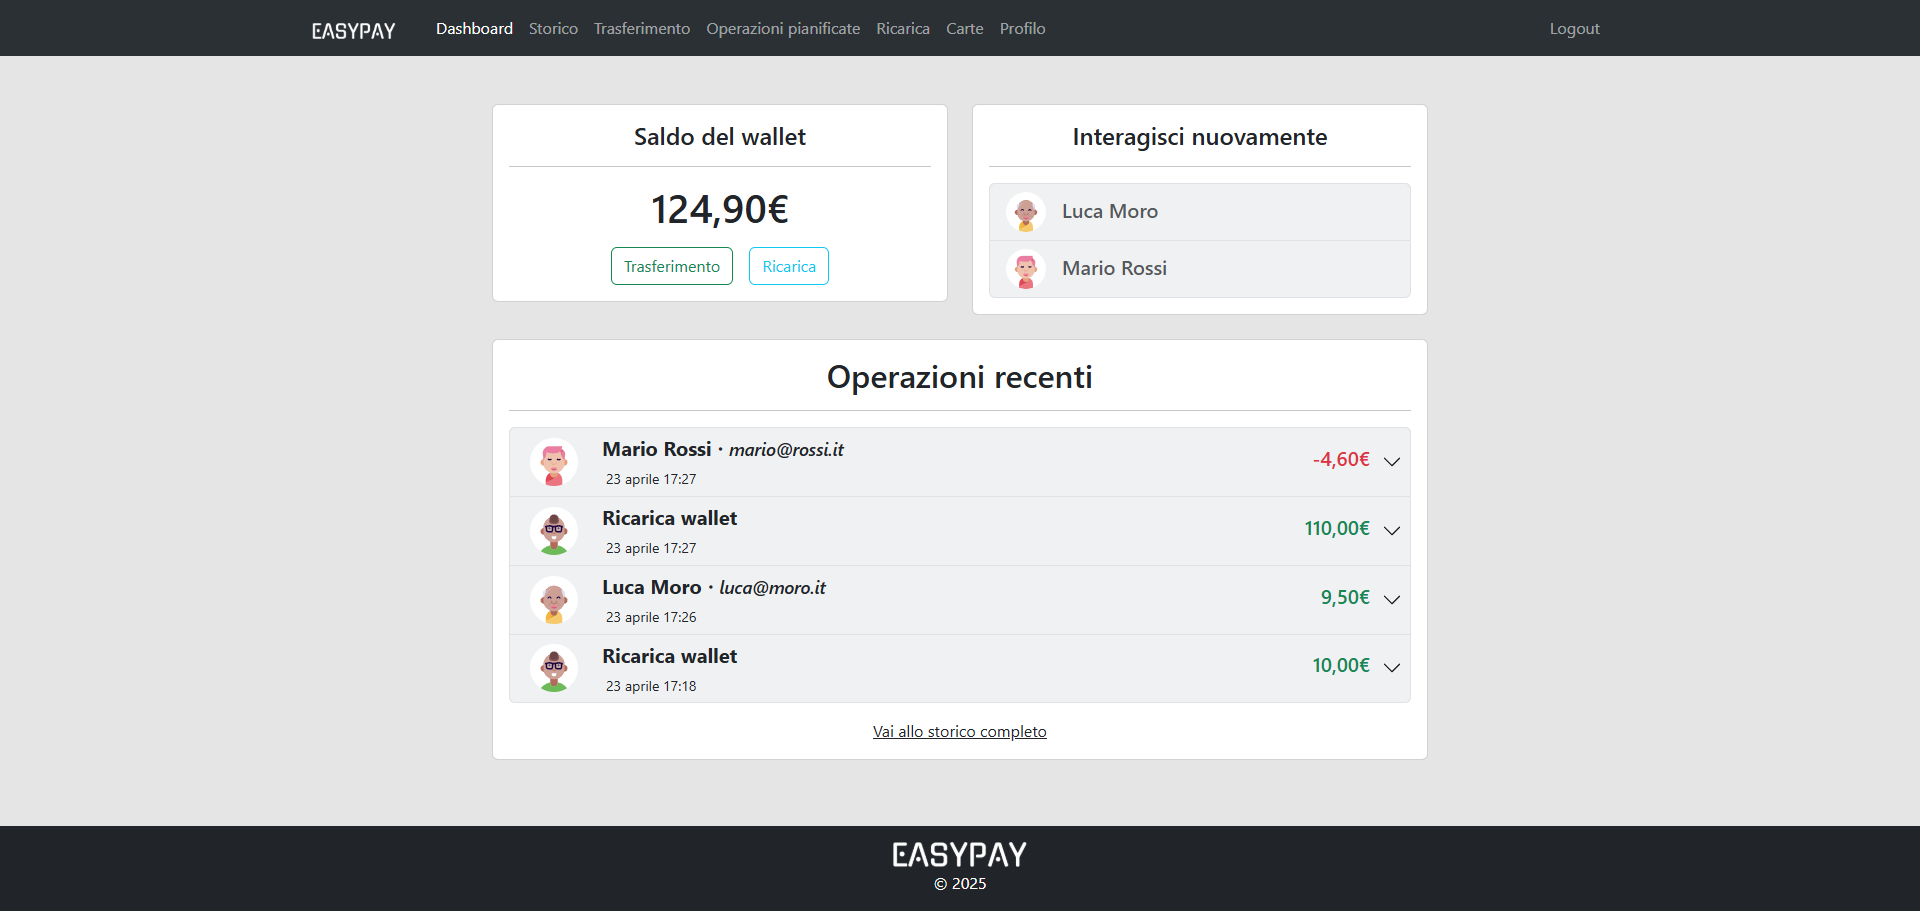 EASYPAY Dashboard Storico Trasferimento Operazioni pianificate Ricarica Carte Profilo Logout
Saldo del wallet
124,90€
Trasferimento Ricarica
Interagisci nuovamente
Luca Moro
Mario Rossi
Operazioni recenti
Mario Rossi · mario@rossi.it
23 aprile 17:27
-4,60€
Ricarica wallet
23 aprile 17:27
110,00€
Luca Moro · luca@moro.it
23 aprile 17:26
9,50€
Ricarica wallet
23 aprile 17:18
10,00€
Vai allo storico completo
EASYPAY
© 2025